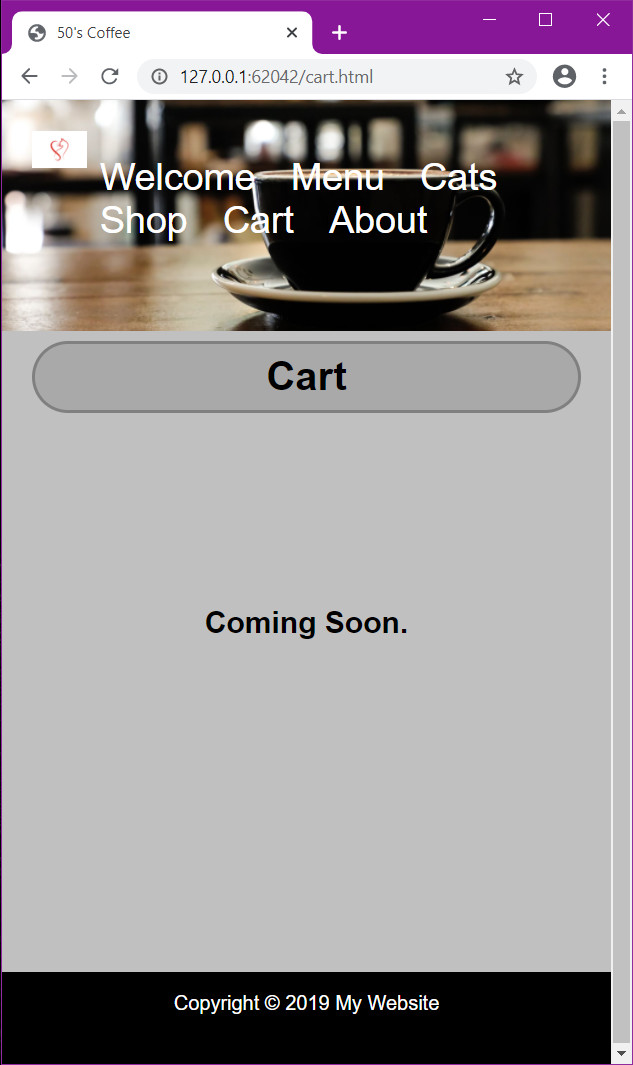 50's Coffee
127.0.0.1:62042/cart.html
Welcome Menu Cats
Shop Cart About
Cart
Coming Soon.
Copyright © 2019 My Website